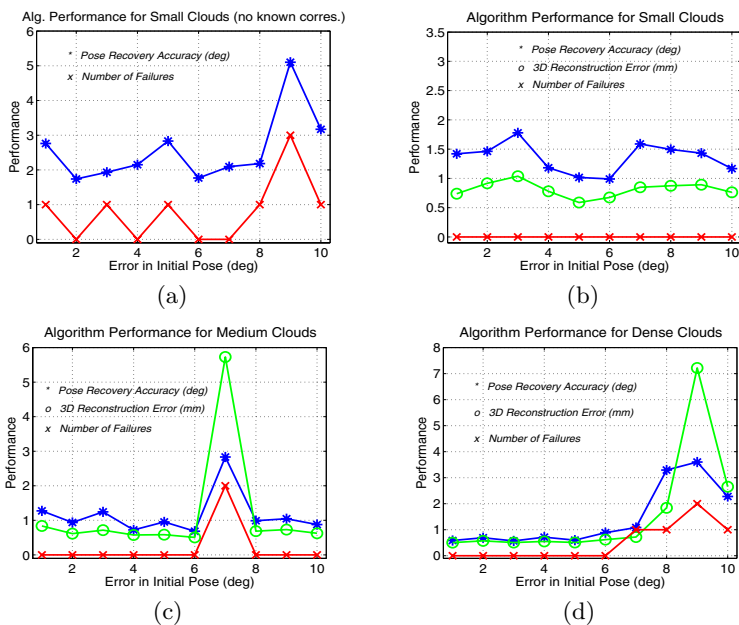 Alg. Performance for Small Clouds (no known corres.)
6
5
4
3
2
1
0
Performance
* Pose Recovery Accuracy (deg)
x Number of Failures
2 4 6 8 10
Error in Initial Pose (deg)
(a)
Algorithm Performance for Small Clouds
3.5
3
2.5
2
1.5
1
0.5
0
Performance
* Pose Recovery Accuracy (deg)
o 3D Reconstruction Error (mm)
x Number of Failures
2 4 6 8 10
Error in Initial Pose (deg)
(b)
Algorithm Performance for Medium Clouds
6
5
4
3
2
1
0
Performance
* Pose Recovery Accuracy (deg)
o 3D Reconstruction Error (mm)
x Number of Failures
2 4 6 8 10
Error in Initial Pose (deg)
(c)
Algorithm Performance for Dense Clouds
8
7
6
5
4
3
2
1
0
Performance
* Pose Recovery Accuracy (deg)
o 3D Reconstruction Error (mm)
x Number of Failures
2 4 6 8 10
Error in Initial Pose (deg)
(d)